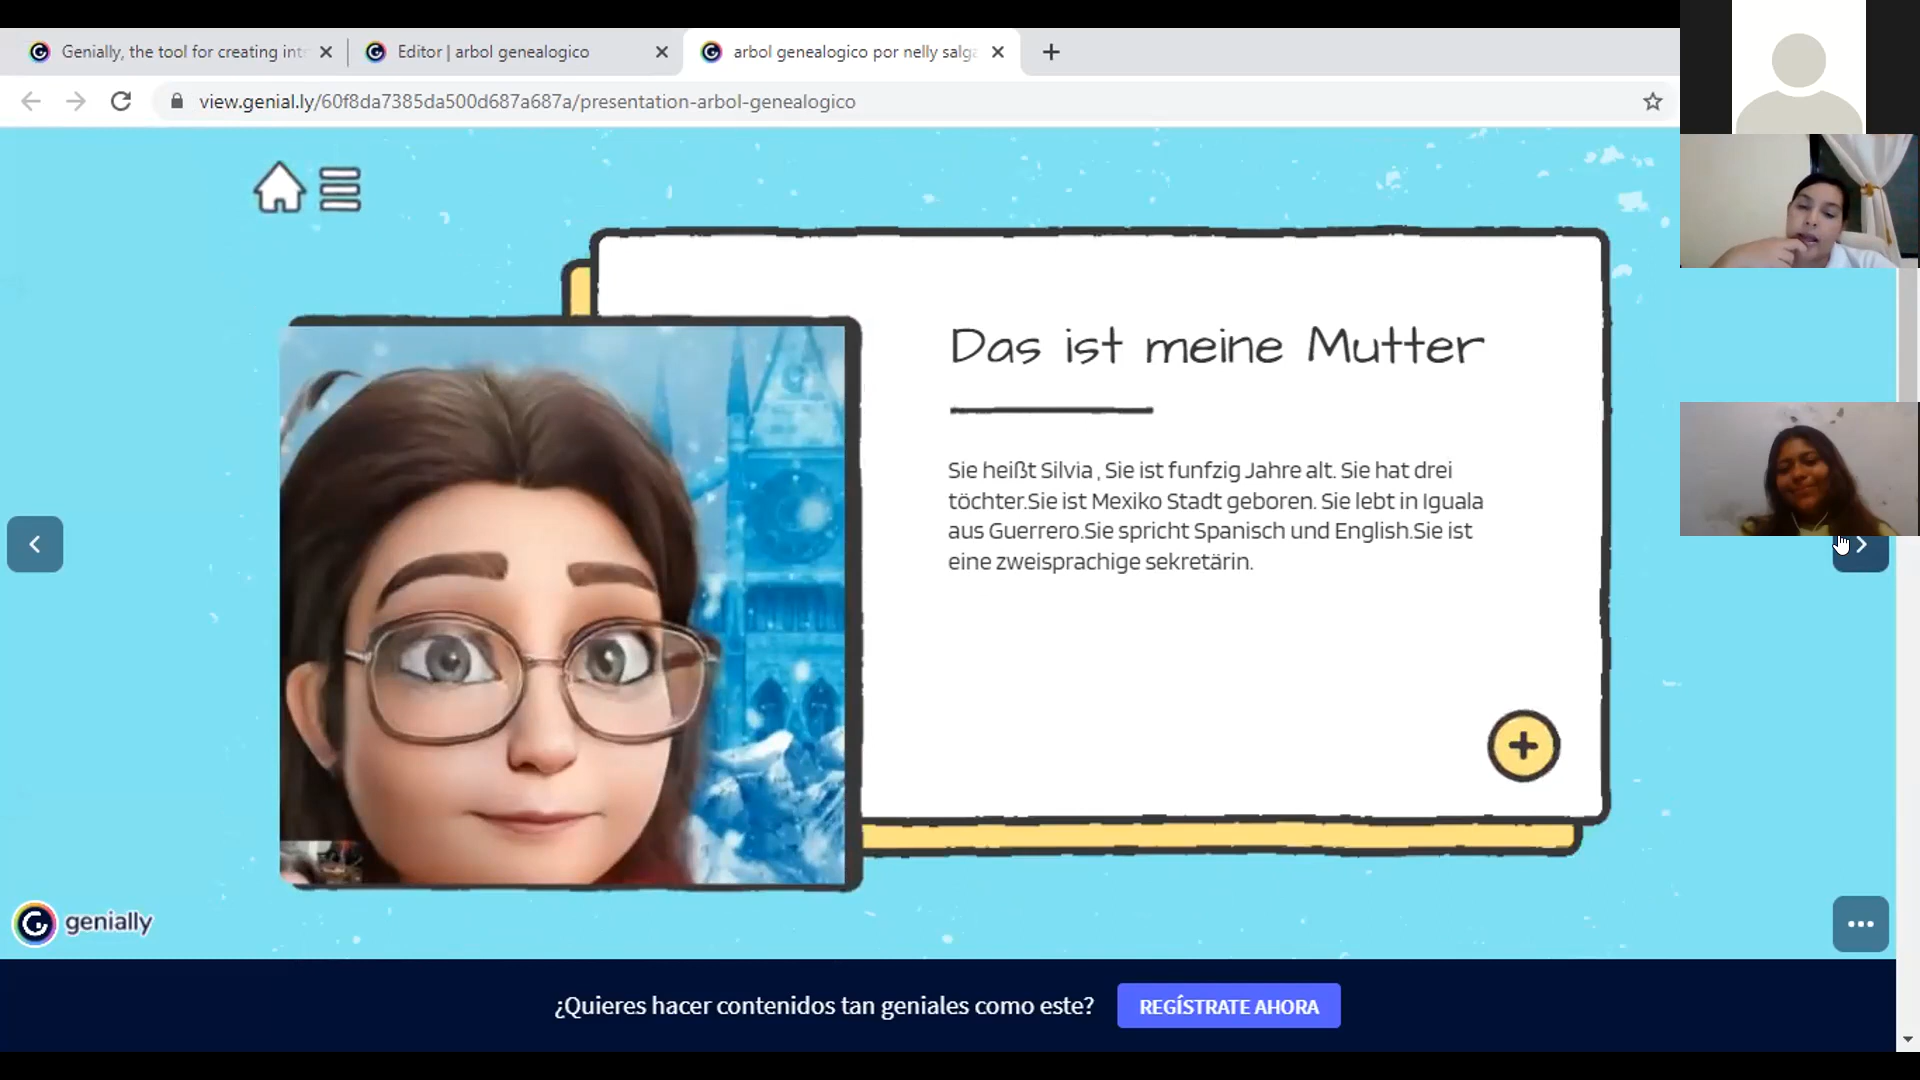 Genially, the tool for creating int
Editor | arbol genealogico
arbol genealogico por nelly salga
view.genial.ly/60f8da7385da500d687a687a/presentation-arbol-genealogico
Das ist meine Mutter
Sie heißt Silvia , Sie ist funfzig Jahre alt. Sie hat drei
töchter.Sie ist Mexiko Stadt geboren. Sie lebt in Iguala
aus Guerrero.Sie spricht Spanisch und English.Sie ist
eine zweisprachige sekretärin.
genially
¿Quieres hacer contenidos tan geniales como este?
REGÍSTRATE AHORA